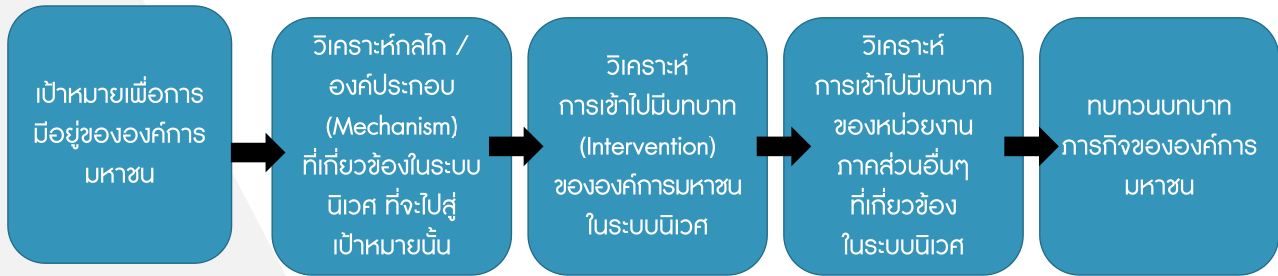 เป้าหมายเพื่อการ
มีอยู่ขององค์การ
มหาชน
วิเคราะห์กลไก /
องค์ประกอบ
(Mechanism)
ที่เกี่ยวข้องในระบบ
นิเวศ ที่จะไปสู่
เป้าหมายนั้น
วิเคราะห์
การเข้าไปมีบทบาท
(Intervention)
ขององค์การมหาชน
ในระบบนิเวศ
วิเคราะห์
การเข้าไปมีบทบาท
ของหน่วยงาน
ภาคส่วนอื่นๆ
ที่เกี่ยวข้อง
ในระบบนิเวศ
ทบทวนบทบาท
ภารกิจขององค์การ
มหาชน